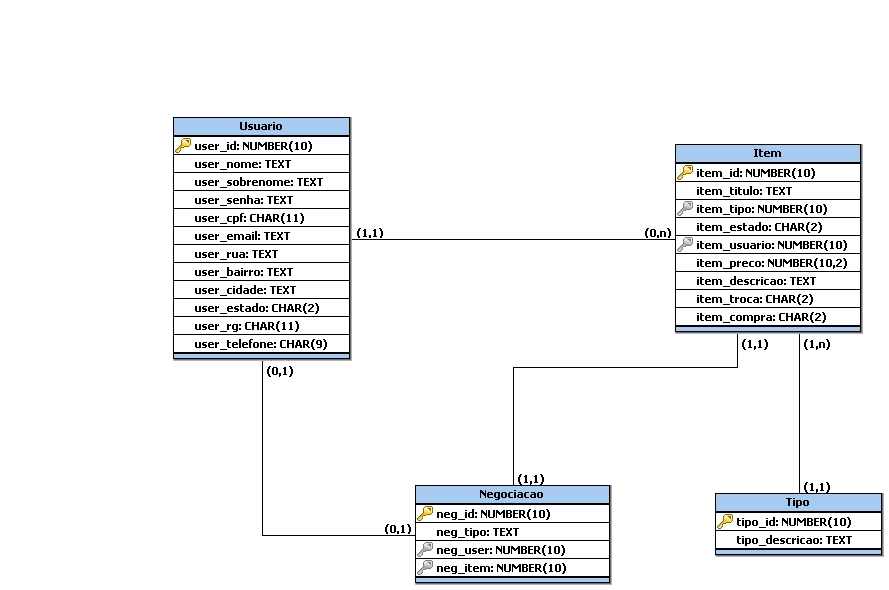 Usuario
user_id: NUMBER(10)
user_nome: TEXT
user_sobrenome: TEXT
user_senha: TEXT
user_cpf: CHAR(11)
user_email: TEXT
user_rua: TEXT
user_bairro: TEXT
user_cidade: TEXT
user_estado: CHAR(2)
user_rg: CHAR(11)
user_telefone: CHAR(9)
(1,1)
(0,n)
Item
item_id: NUMBER(10)
item_titulo: TEXT
item_tipo: NUMBER(10)
item_estado: CHAR(2)
item_usuario: NUMBER(10)
item_preco: NUMBER(10,2)
item_descricao: TEXT
item_troca: CHAR(2)
item_compra: CHAR(2)
(1,1)
(1,n)
(0,1)
(0,1)
(1,1)
Negociacao
neg_id: NUMBER(10)
neg_tipo: TEXT
neg_user: NUMBER(10)
neg_item: NUMBER(10)
(1,1)
Tipo
tipo_id: NUMBER(10)
tipo_descricao: TEXT